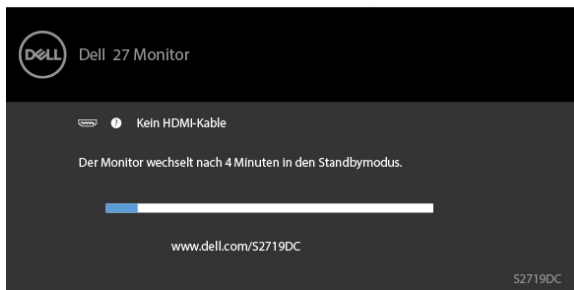 DELL
Dell 27 Monitor
? Kein HDMI-Kable
Der Monitor wechselt nach 4 Minuten in den Standbymodus.
www.dell.com/S2719DC
S2719DC